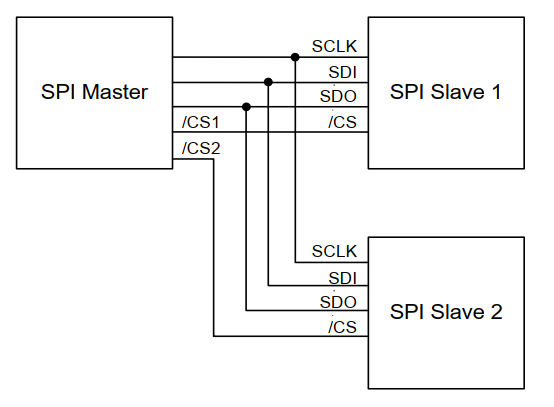 SCLK
SDI
SPI Master
SPI Slave 1
SDO
/CS1
/CS
/CS2
SCLK
SDI
SDO
SPI Slave 2
/CS